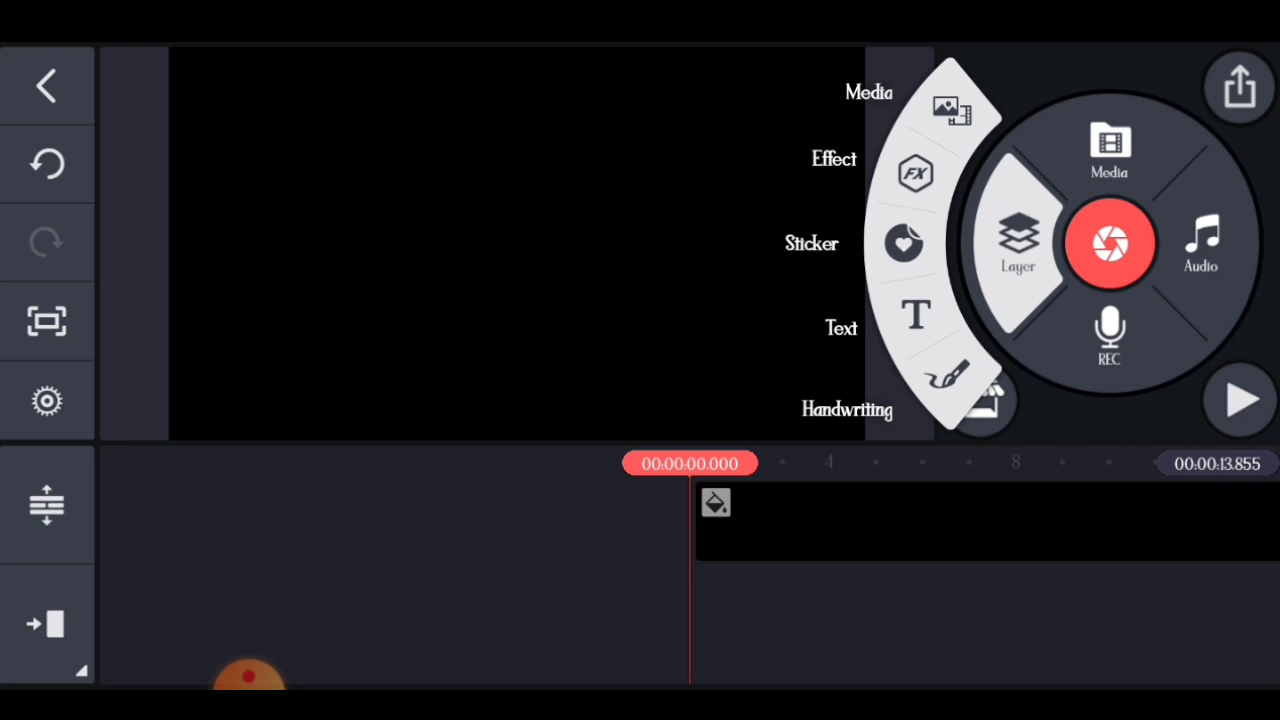 Media
Effect
Sticker
Text
Handwriting
FX
T
Media
Layer
Audio
REC
00:00:00.000
4
8
00:00:13.855